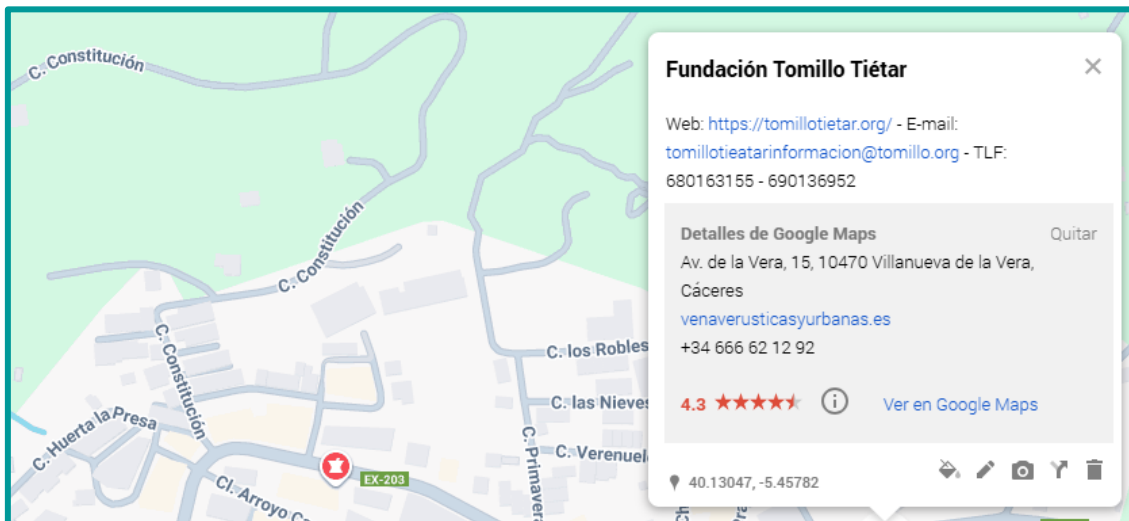 C. Constitución
Fundación Tomillo Tiétar
Web: https://tomillotietar.org/ - E-mail:
tomillotieatarinformacion@tomillo.org - TLF:
680163155 - 690136952
Detalles de Google Maps
Quitar
Av. de la Vera, 15, 10470 Villanueva de la Vera,
Cáceres
venaverusticasyurbanas.es
+34 666 62 12 92
4.3
Ver en Google Maps
40.13047, -5.45782
C. Constitución
C. Constitución
C. los Robles
C. las Nieves
C. Huerta la Presa
C. Primavera
C. Verenuel
EX-203
Cl. Arroyo Ca